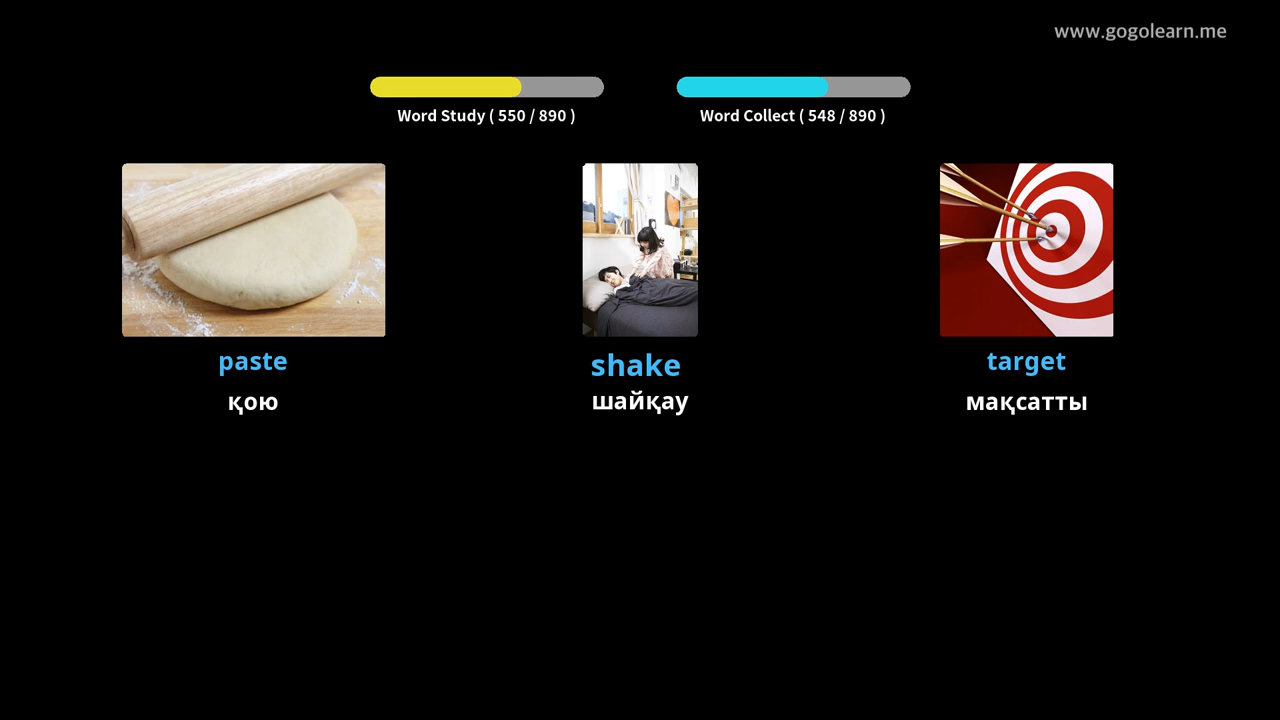 www.gogolearn.me
Word Study ( 550 / 890 )
Word Collect ( 548 / 890 )
paste
shake
target
қою
шайқау
мақсатты